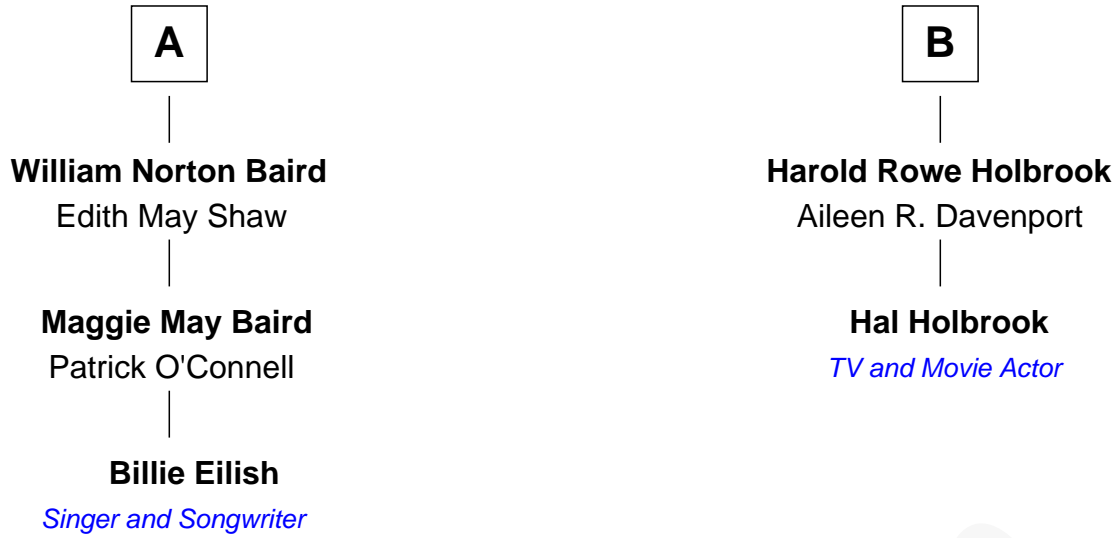 A
William Norton Baird
Edith May Shaw
Maggie May Baird
Patrick O'Connell
Billie Eilish
Singer and Songwriter
B
Harold Rowe Holbrook
Aileen R. Davenport
Hal Holbrook
TV and Movie Actor